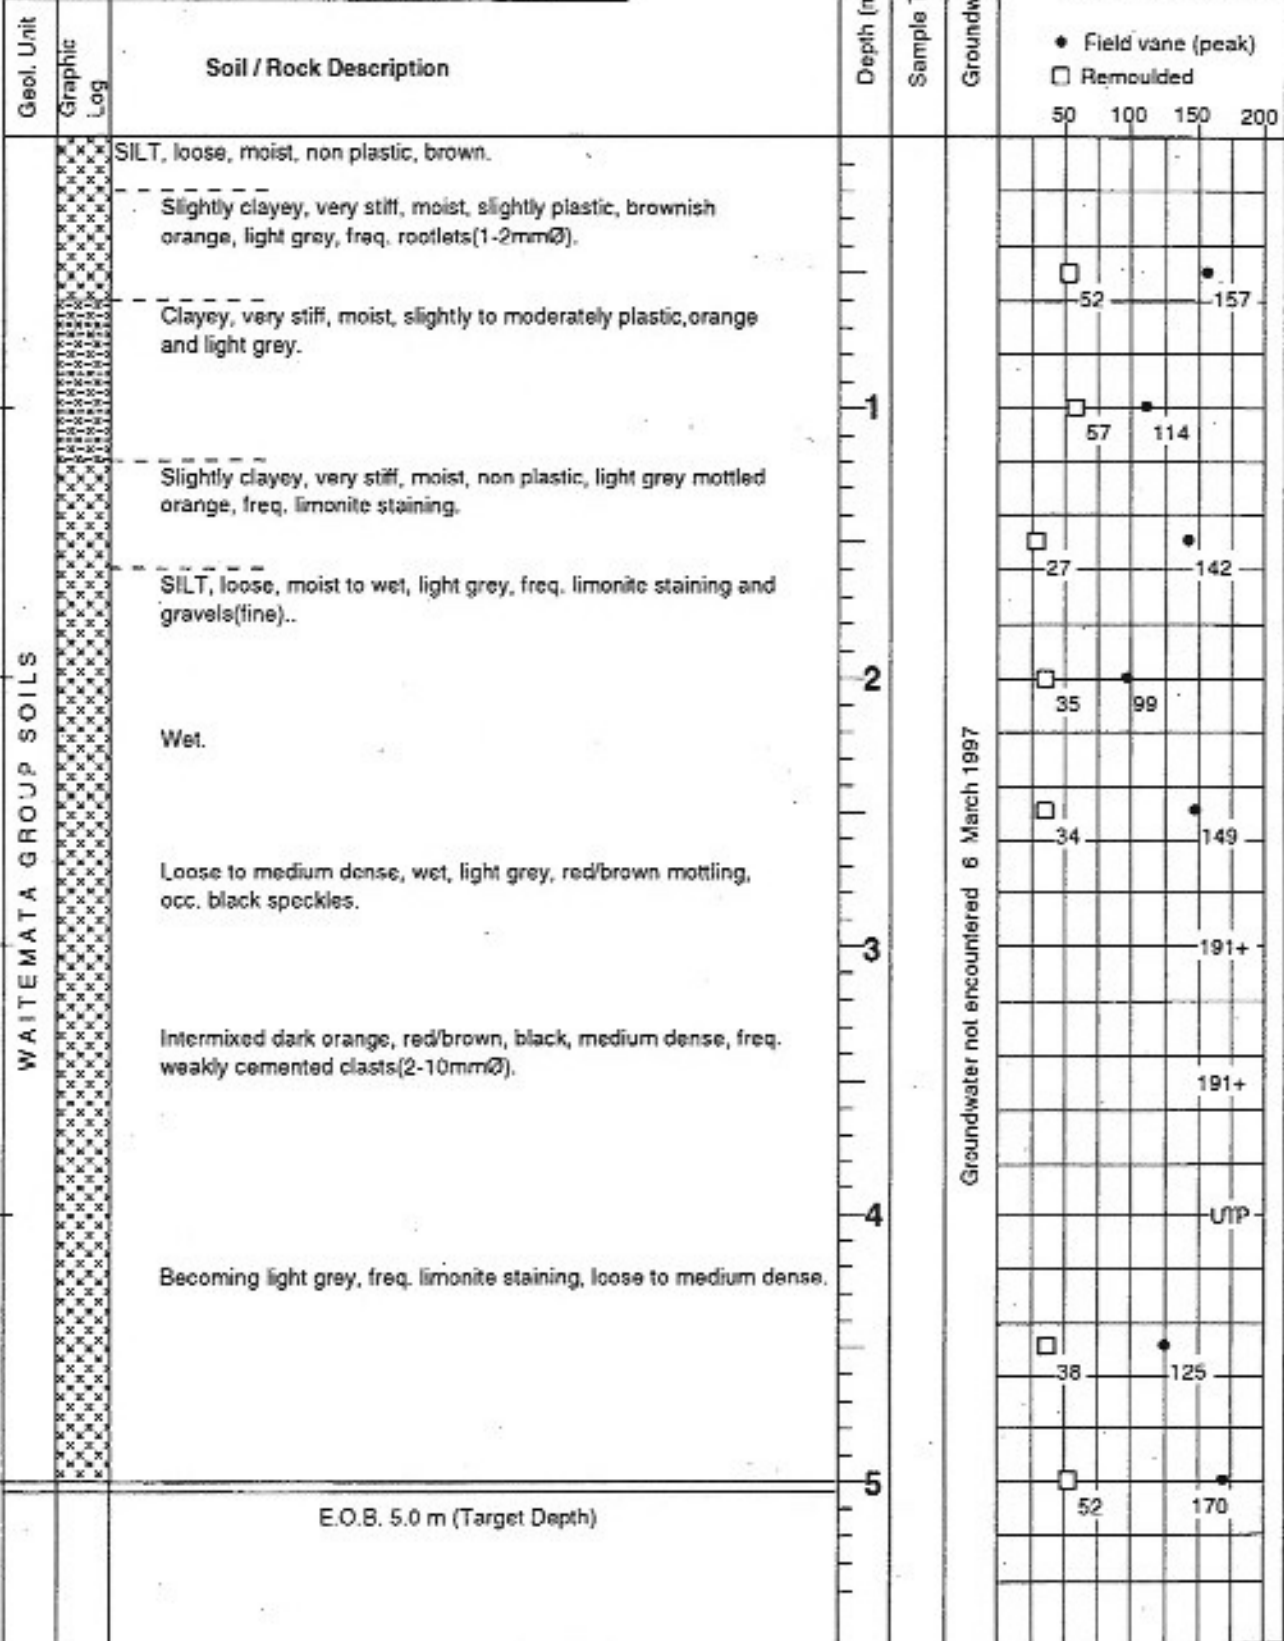 Geol. Unit
Graphic
Log
Soil / Rock Description
Depth
Sample
● Field vane (peak)
□ Remoulded
50 100 150 200
SILT, loose, moist, non plastic, brown.
Slightly clayey, very stiff, moist, slightly plastic, brownish
orange, light grey, freq. rootlets(1-2mmØ).
52 157
Clayey, very stiff, moist, slightly to moderately plastic,orange
and light grey.
1
57 114
Slightly clayey, very stiff, moist, non plastic, light grey mottled
orange, freq. limonite staining.
27 142
SILT, loose, moist to wet, light grey, freq. limonite staining and
gravels(fine)..
2
35 99
Wet.
34 149
Loose to medium dense, wet, light grey, red/brown mottling,
occ. black speckles.
3
191+
Intermixed dark orange, red/brown, black, medium dense, freq.
weakly cemented clasts(2-10mmØ).
191+
4
UTP
Becoming light grey, freq. limonite staining, loose to medium dense.
38 125
5
52 170
E.O.B. 5.0 m (Target Depth)
WAITEMATA GROUP SOILS
Groundwater not encountered 6 March 1997